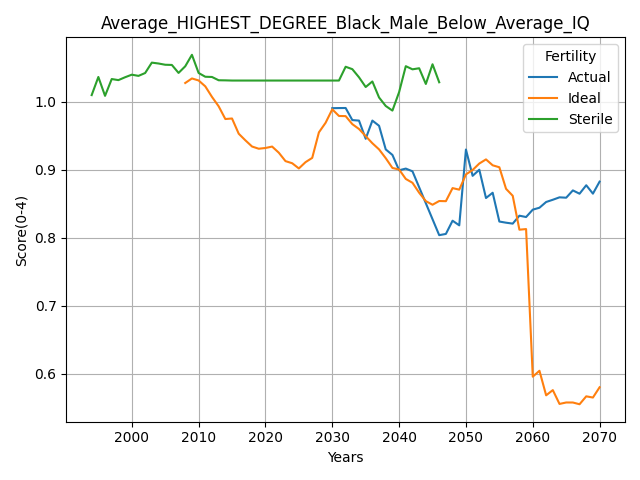 Average_HIGHEST_DEGREE_Black_Male_Below_Average_IQ
Fertility
Actual
Ideal
Sterile
Score(0-4)
1.0
0.9
0.8
0.7
0.6
2000 2010 2020 2030 2040 2050 2060 2070
Years